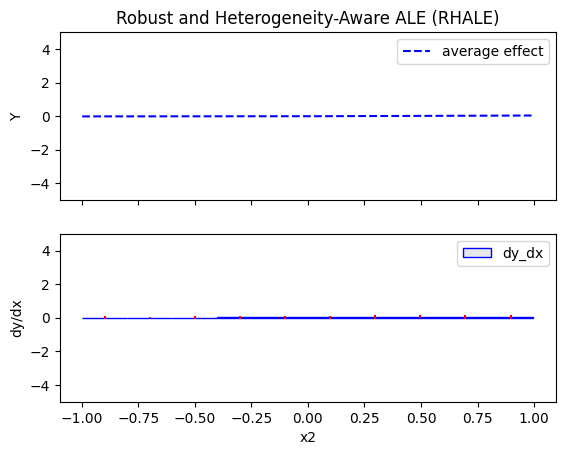 Robust and Heterogeneity-Aware ALE (RHALE)
4
2
0
−2
−4
Y
average effect
4
2
0
−2
−4
dy/dx
dy_dx
−1.00 −0.75 −0.50 −0.25 0.00 0.25 0.50 0.75 1.00
x2